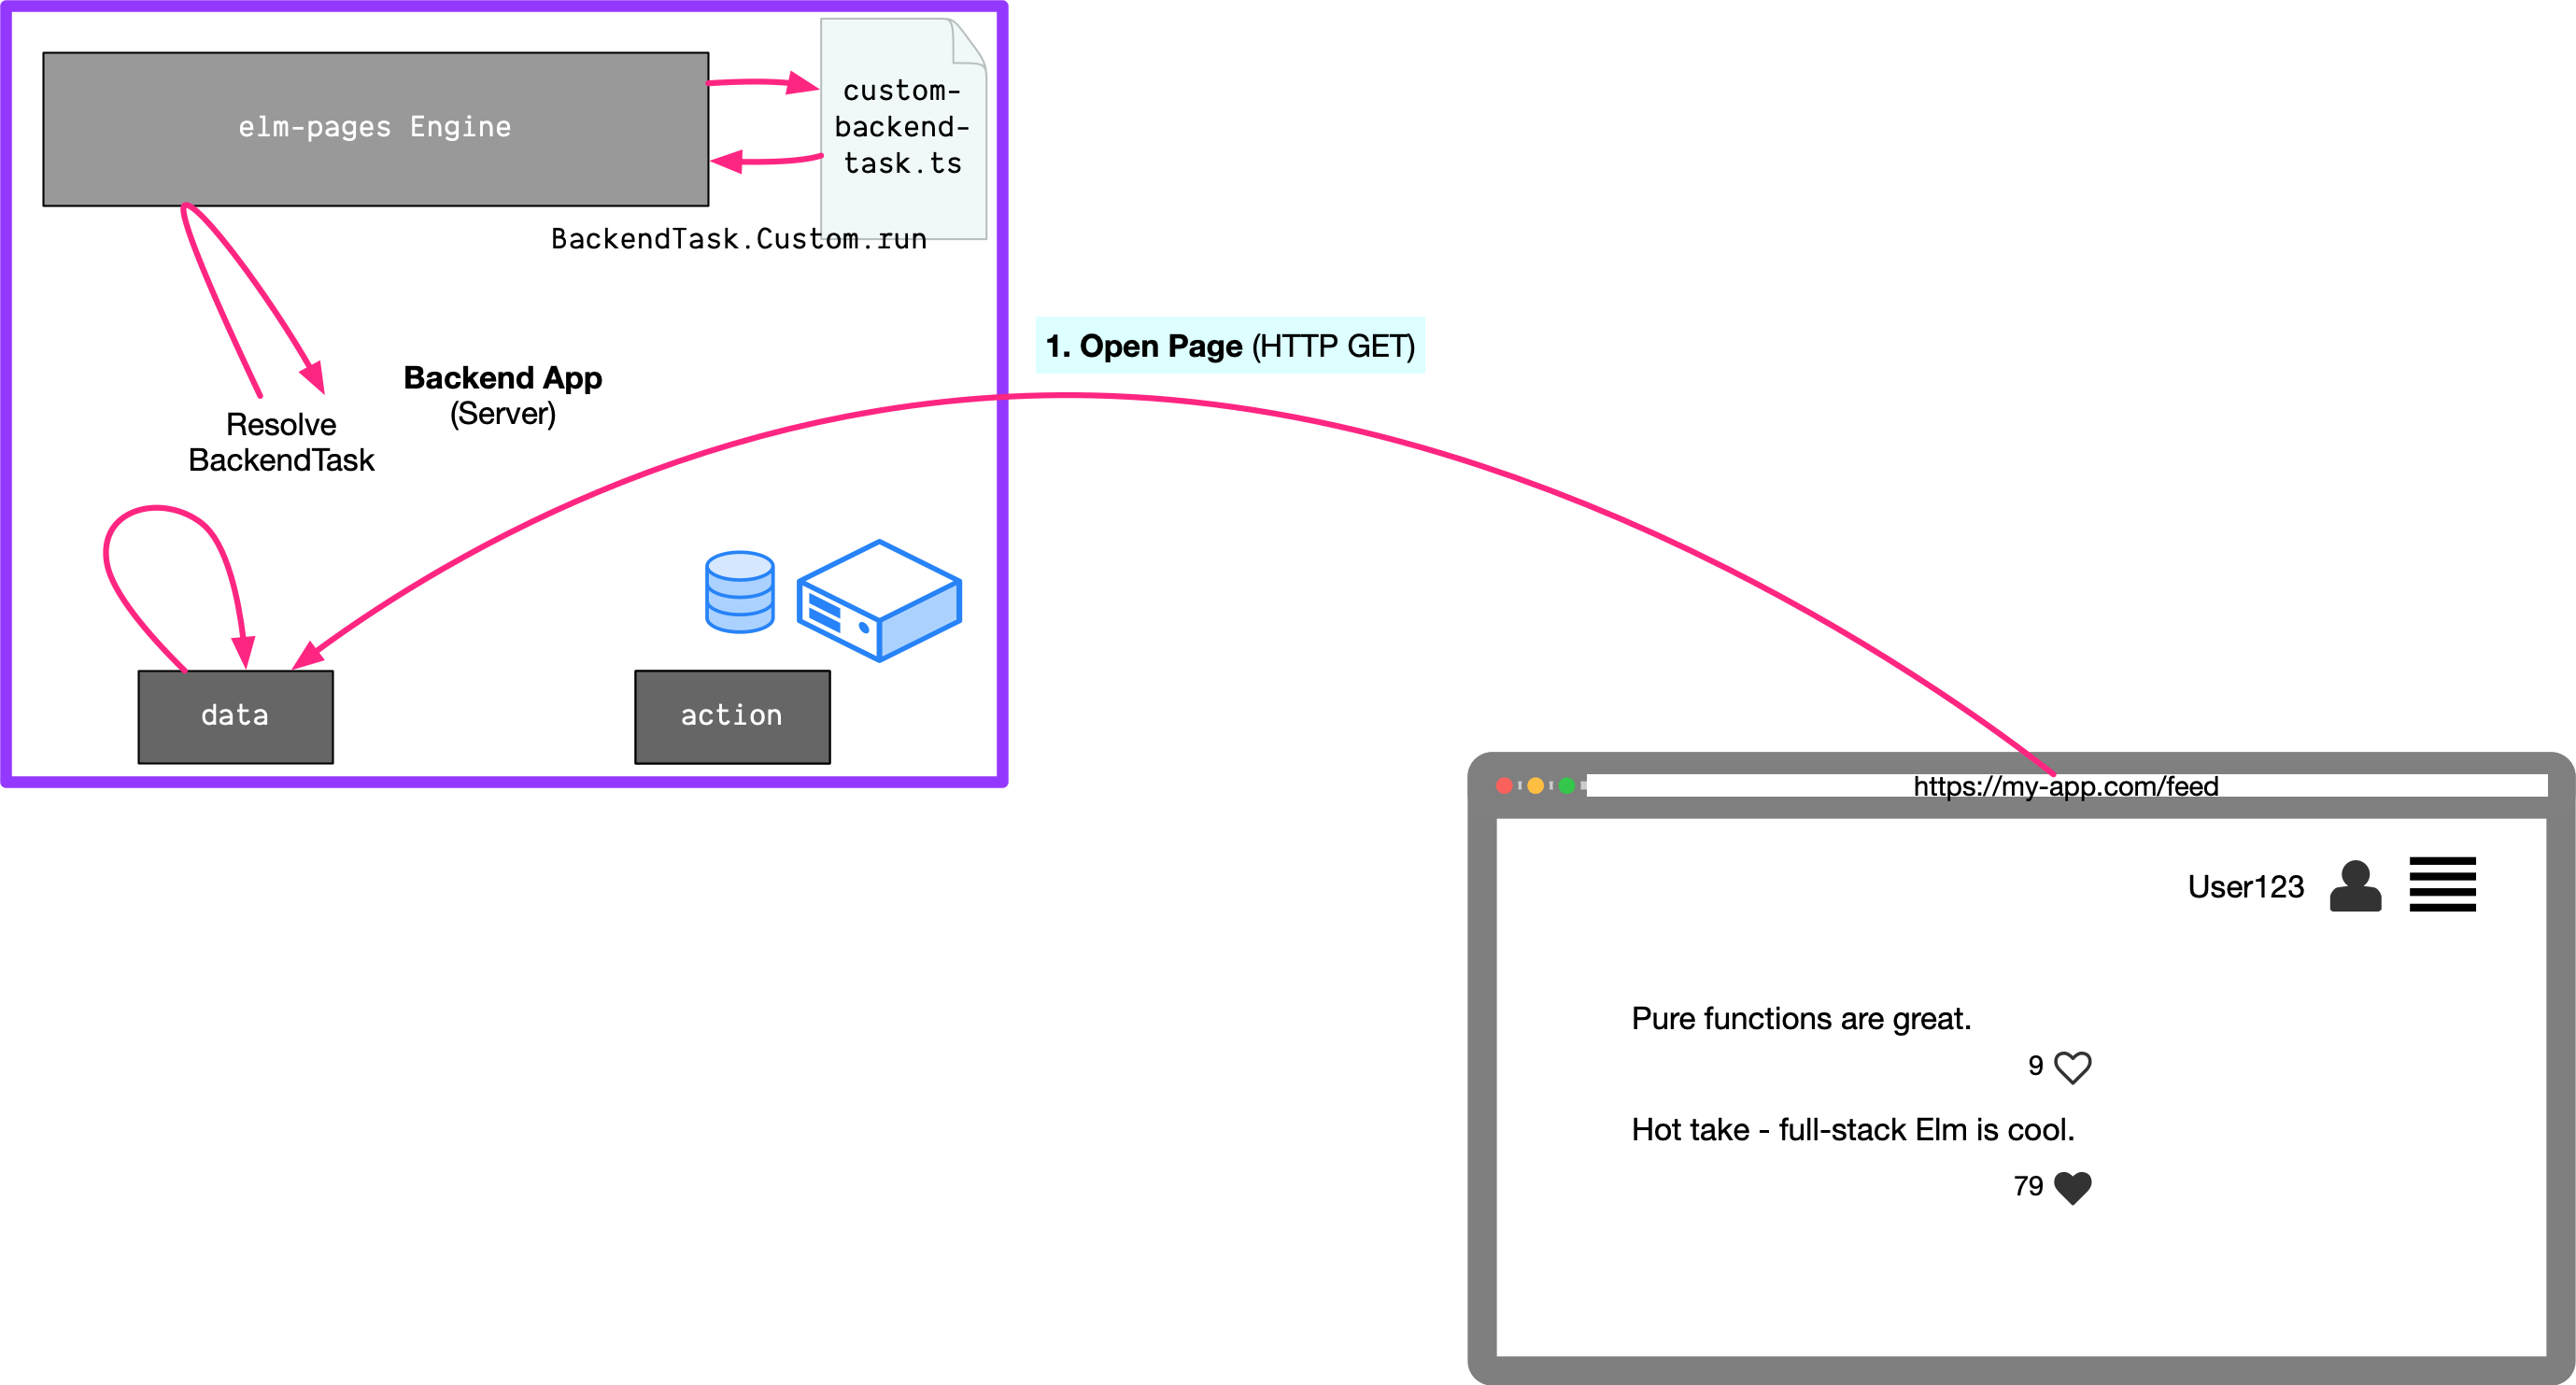 elm-pages Engine
custom-
backend-
task.ts
BackendTask.Custom.run
Backend App
(Server)
Resolve
BackendTask
data
action
1. Open Page (HTTP GET)
https://my-app.com/feed
User123
Pure functions are great.
9
Hot take - full-stack Elm is cool.
79